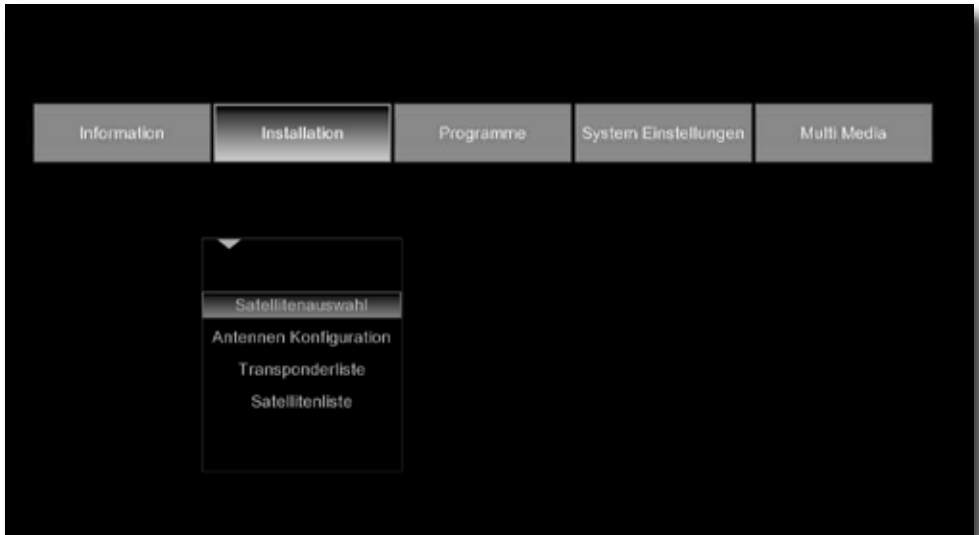 Information Installation Programme System Einstellungen Multi Media
Satellitenauswahl
Antennen Konfiguration
Transponderliste
Satellitenliste